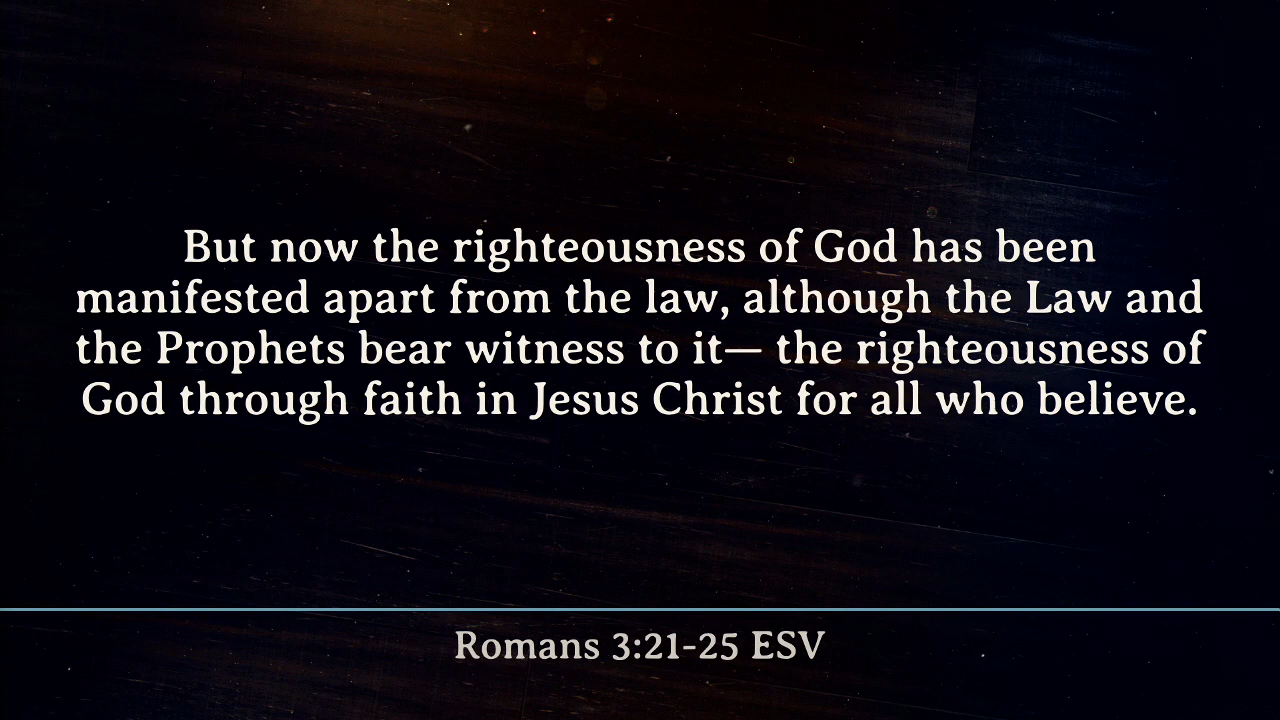 But now the righteousness of God has been
manifested apart from the law, although the Law and
the Prophets bear witness to it— the righteousness of
God through faith in Jesus Christ for all who believe.
Romans 3:21-25 ESV